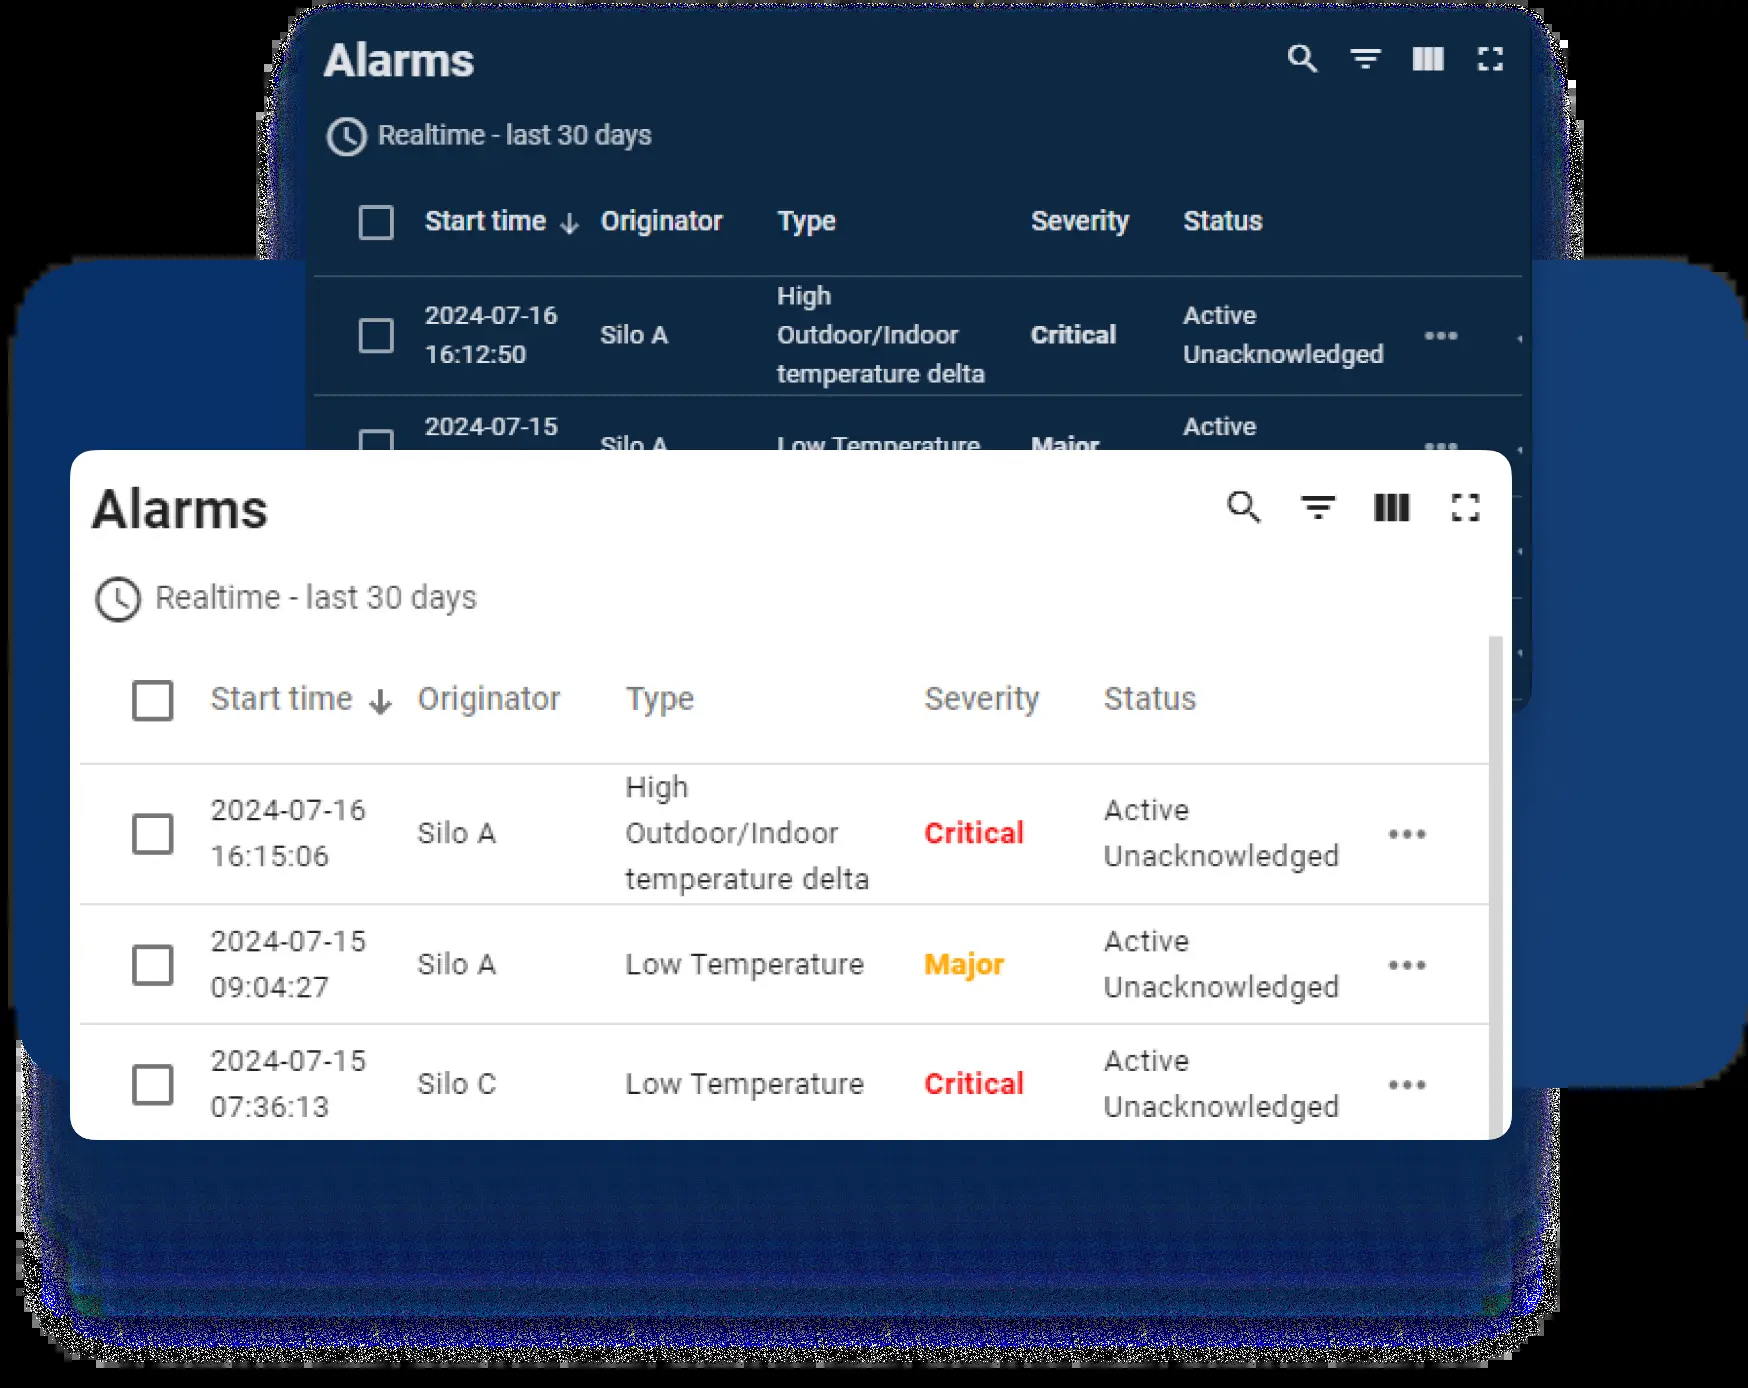 Alarms
Realtime - last 30 days
Start time Originator Type Severity Status
High
2024-07-16 Active
Silo A Outdoor/Indoor Critical
16:12:50 Unacknowledged
temperature delta
2024-07-15 Active
Silo A Low Temperature Major
Alarms
Realtime - last 30 days
Start time Originator Type Severity Status
High
2024-07-16 Active
Silo A Outdoor/Indoor Critical
16:15:06 Unacknowledged
temperature delta
2024-07-15 Active
Silo A Low Temperature Major
09:04:27 Unacknowledged
2024-07-15 Active
Silo C Low Temperature Critical
07:36:13 Unacknowledged